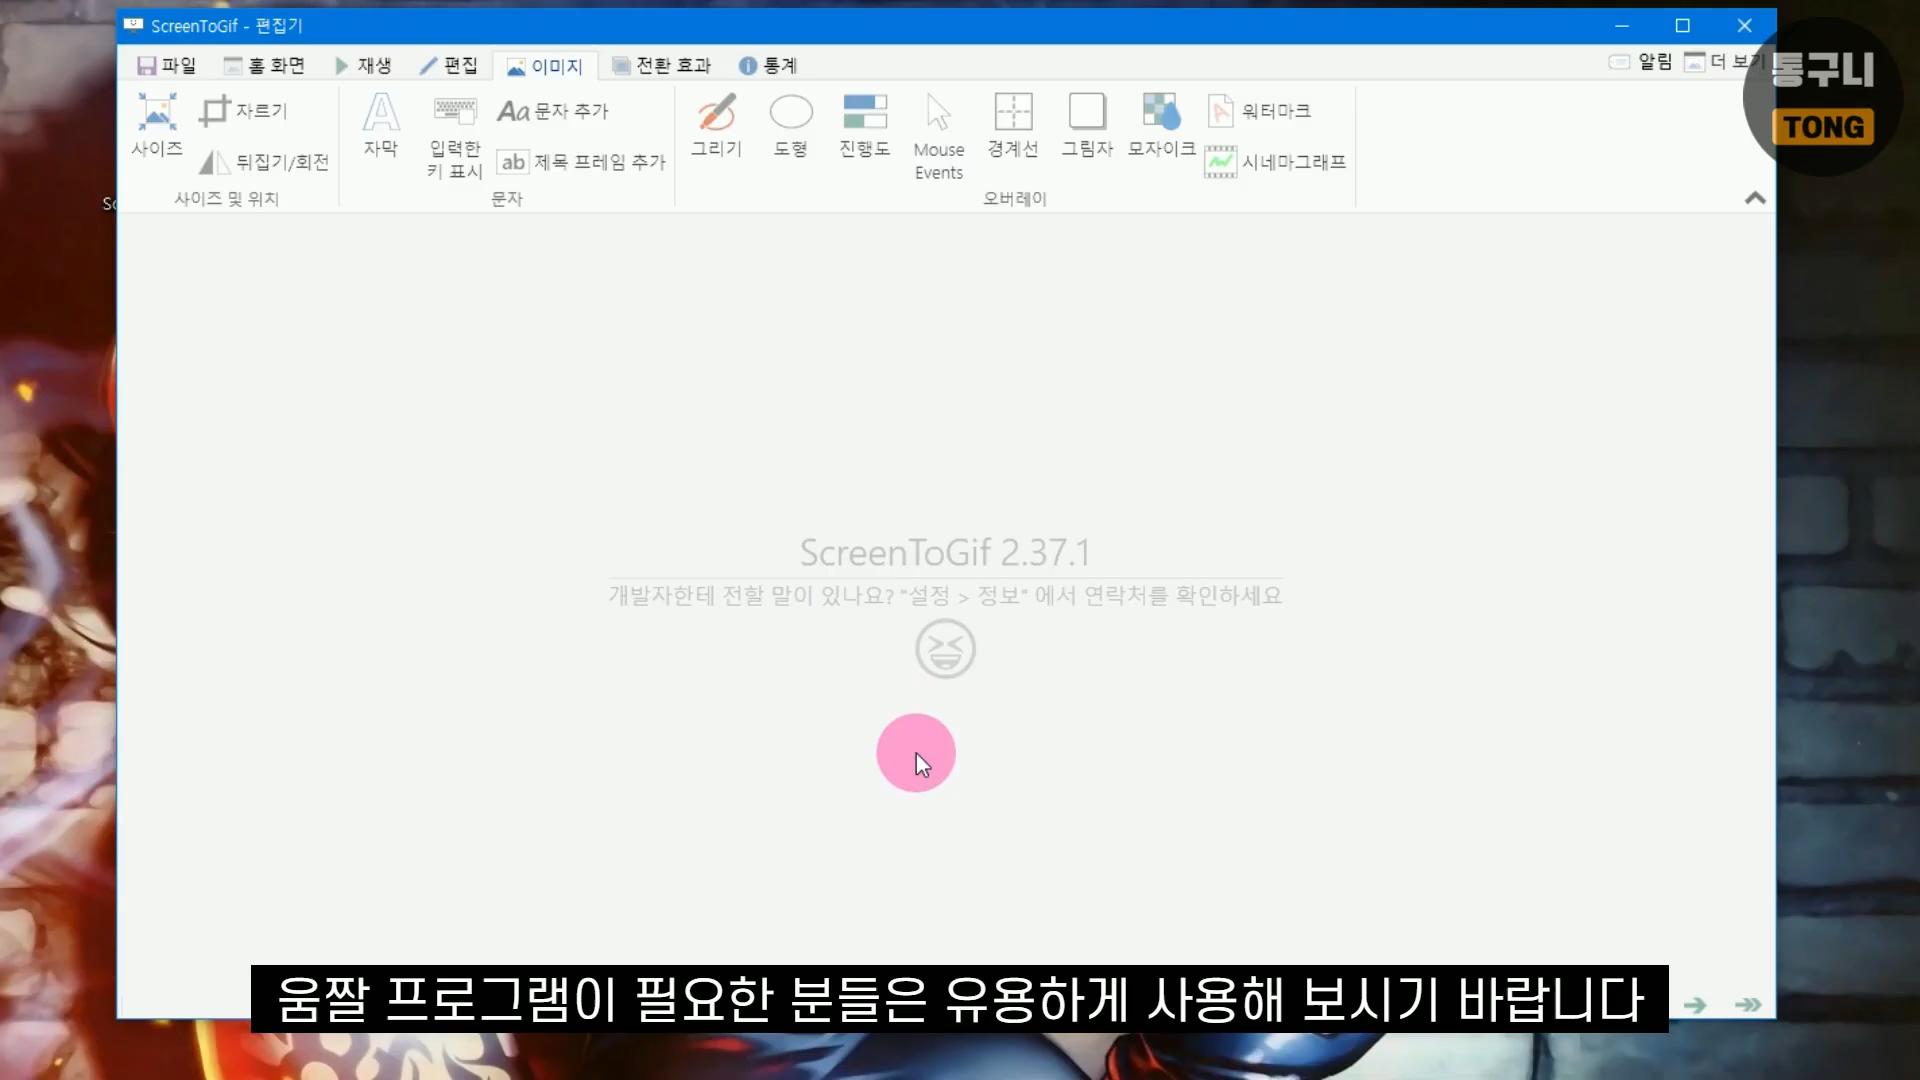 ScreenToGif - 편집기
파일 홈 화면 재생 편집 이미지 전환 효과 통계 알림 더 보기
통구니
TONG
사이즈 자르기 뒤집기/회전
사이즈 및 위치
자막 입력한 키 표시 Aa 문자 추가 ab 제목 프레임 추가
문자
그리기 도형 진행도 Mouse Events 경계선 그림자 모자이크 워터마크 시네마그래프
오버레이
Sc
ScreenToGif 2.37.1
개발자한테 전할 말이 있나요? "설정 > 정보" 에서 연락처를 확인하세요
움짤 프로그램이 필요한 분들은 유용하게 사용해 보시기 바랍니다